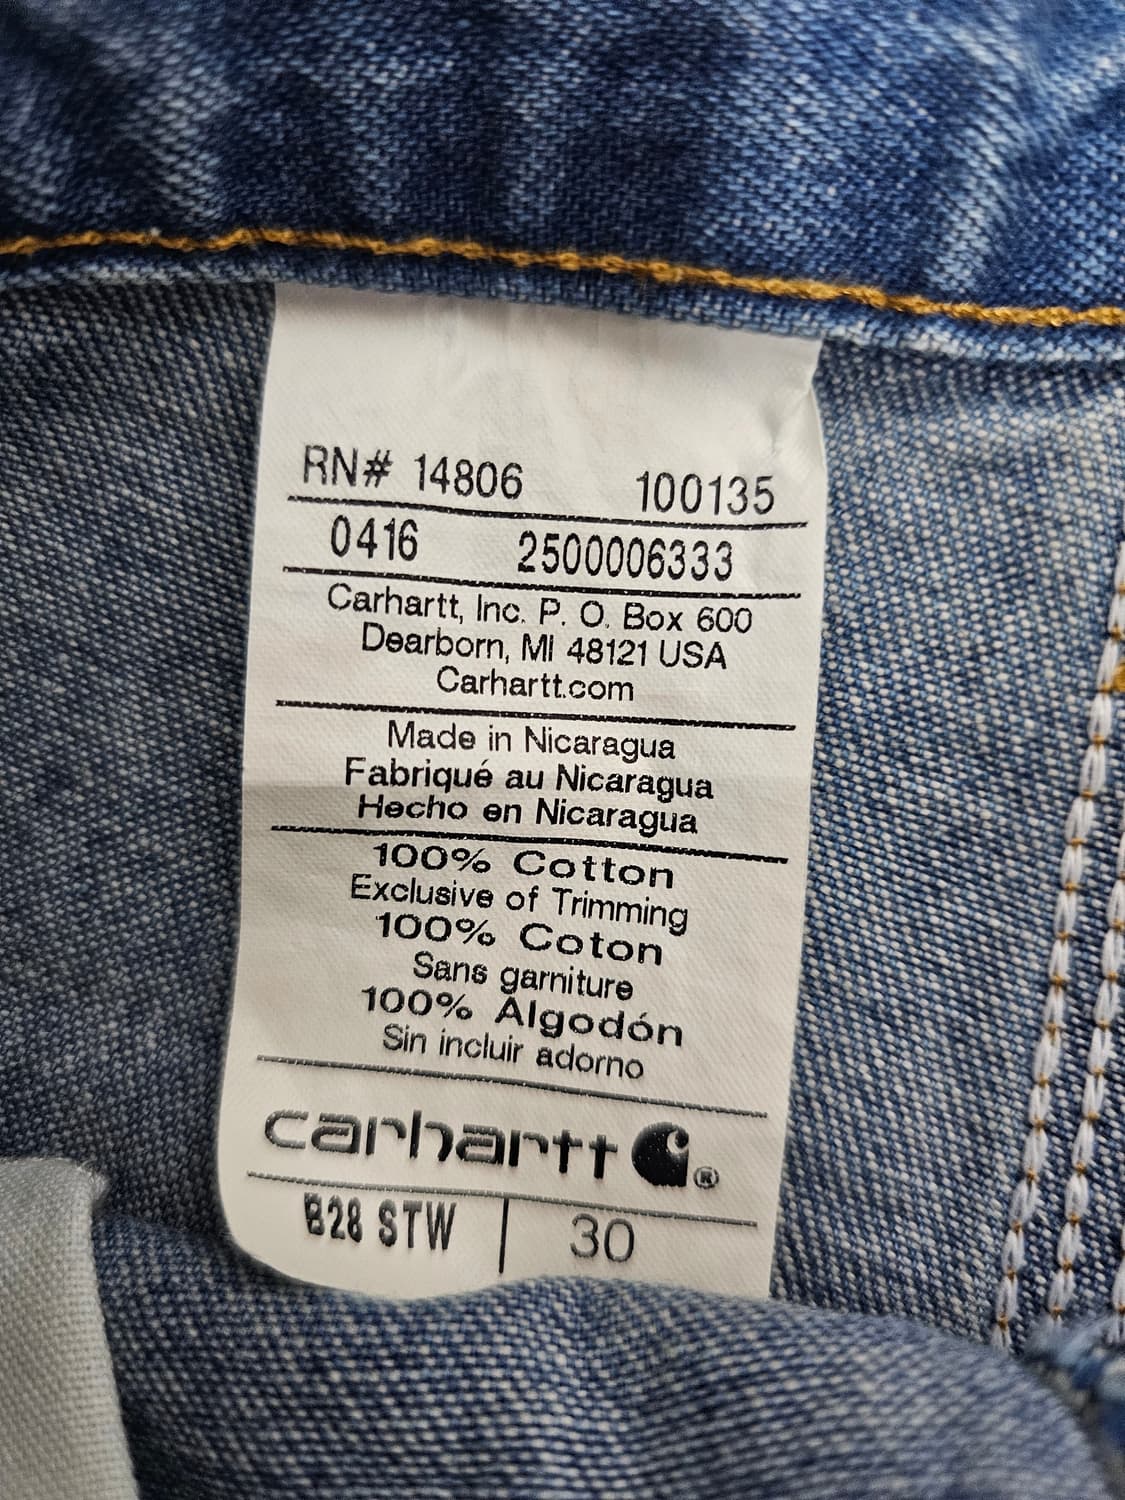 RN# 14806 100135
0416 2500006333
Carhartt, Inc. P. O. Box 600
Dearborn, MI 48121 USA
Carhartt.com
Made in Nicaragua
Fabriqué au Nicaragua
Hecho en Nicaragua
100% Cotton
Exclusive of Trimming
100% Coton
Sans garniture
100% Algodón
Sin incluir adorno
carhartt ®
B28 STW | 30